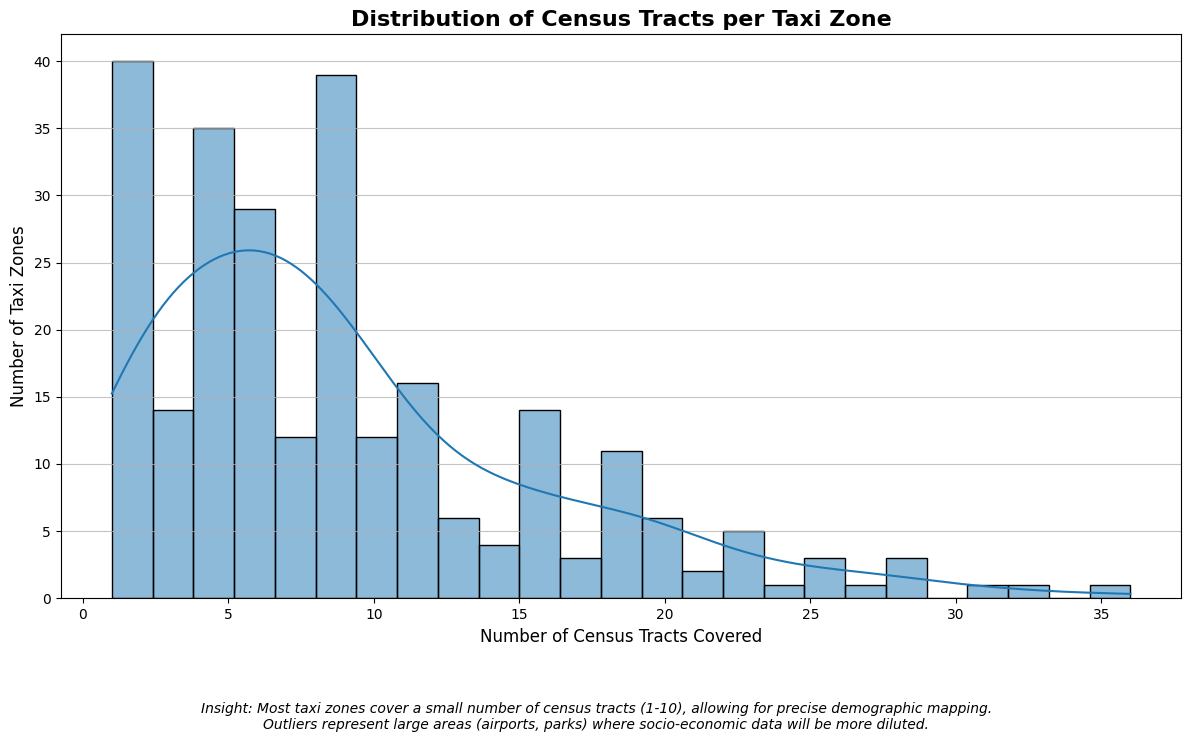 Distribution of Census Tracts per Taxi Zone
40
35
30
25
20
15
10
5
0
Number of Taxi Zones
0 5 10 15 20 25 30 35
Number of Census Tracts Covered
Insight: Most taxi zones cover a small number of census tracts (1-10), allowing for precise demographic mapping.
Outliers represent large areas (airports, parks) where socio-economic data will be more diluted.